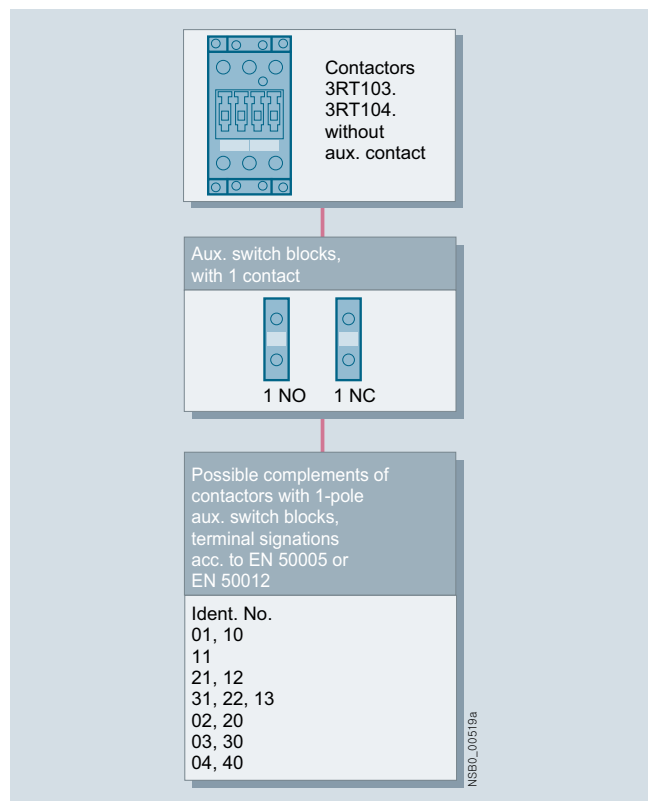 Contactors
3RT103.
3RT104.
without
aux. contact
Aux. switch blocks,
with 1 contact
1 NO 1 NC
Possible complements of
contactors with 1-pole
aux. switch blocks,
terminal signations
acc. to EN 50005 or
EN 50012
Ident. No.
01, 10
11
21, 12
31, 22, 13
02, 20
03, 30
04, 40
NSB0_00519a